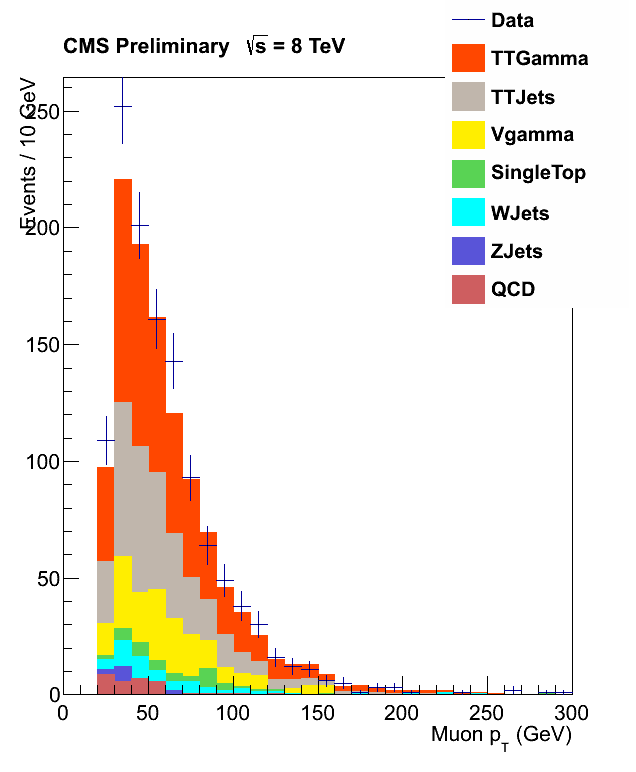 CMS Preliminary √s = 8 TeV
Data
TTGamma
TTJets
Vgamma
SingleTop
WJets
ZJets
QCD
Events / 10 GeV
250
200
150
100
50
0
0 50 100 150 200 250 300
Muon p_T (GeV)